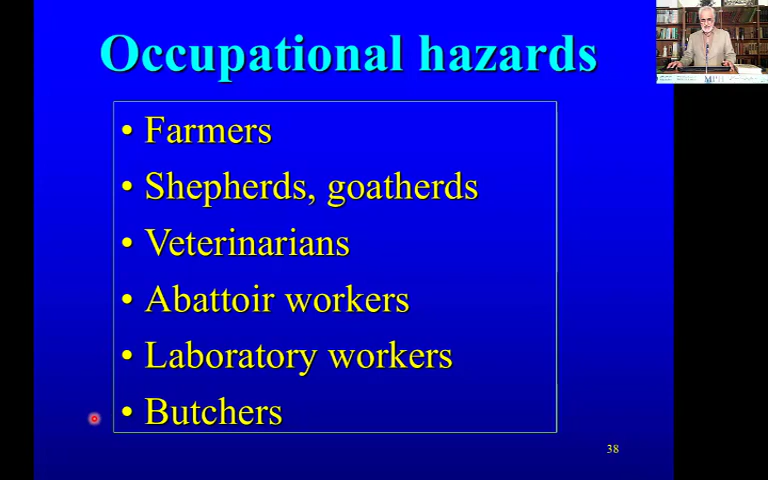 Occupational hazards
• Farmers
• Shepherds, goatherds
• Veterinarians
• Abattoir workers
• Laboratory workers
• Butchers
38